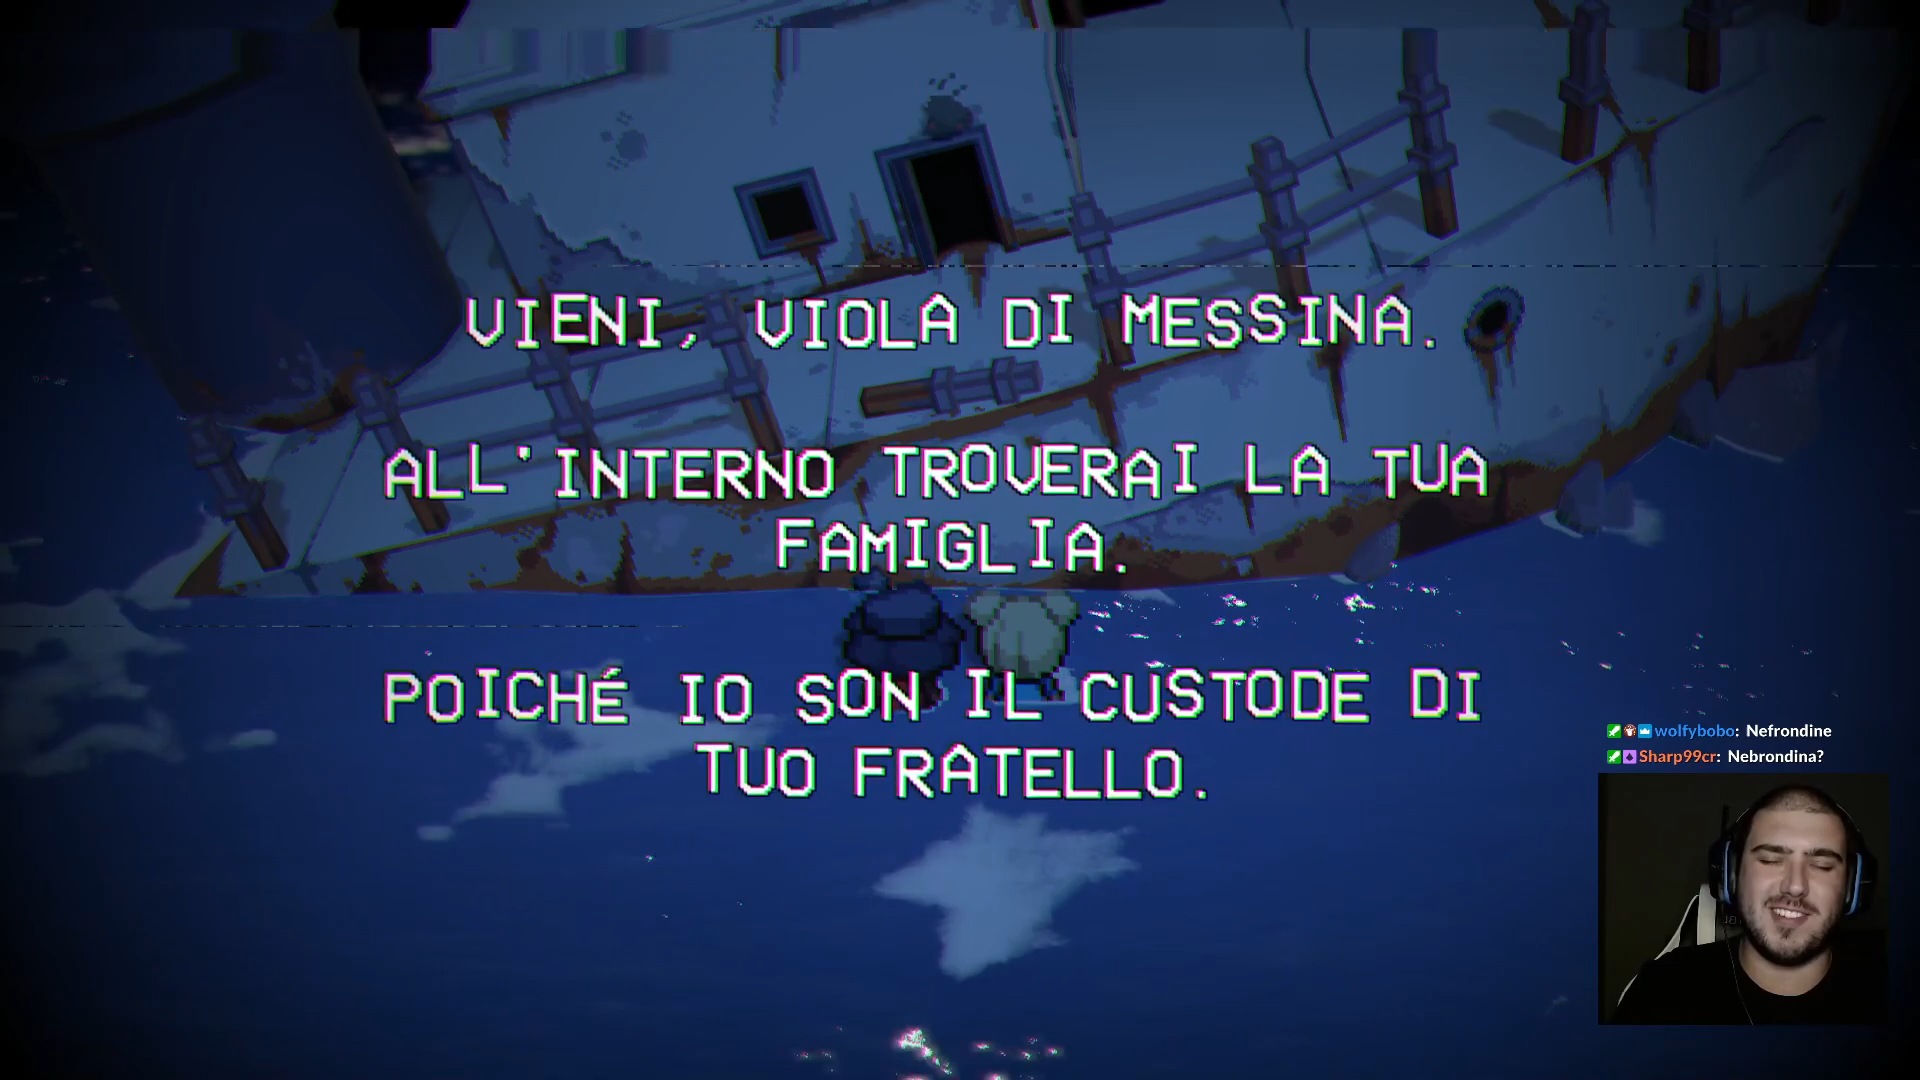 VIENI, VIOLA DI MESSINA.
ALL'INTERNO TROVERAI LA TUA
FAMIGLIA.
POICHÉ IO SON IL CUSTODE DI
TUO FRATELLO.
wolfybobo: Nefrondine
Sharp99cr: Nebrondina?